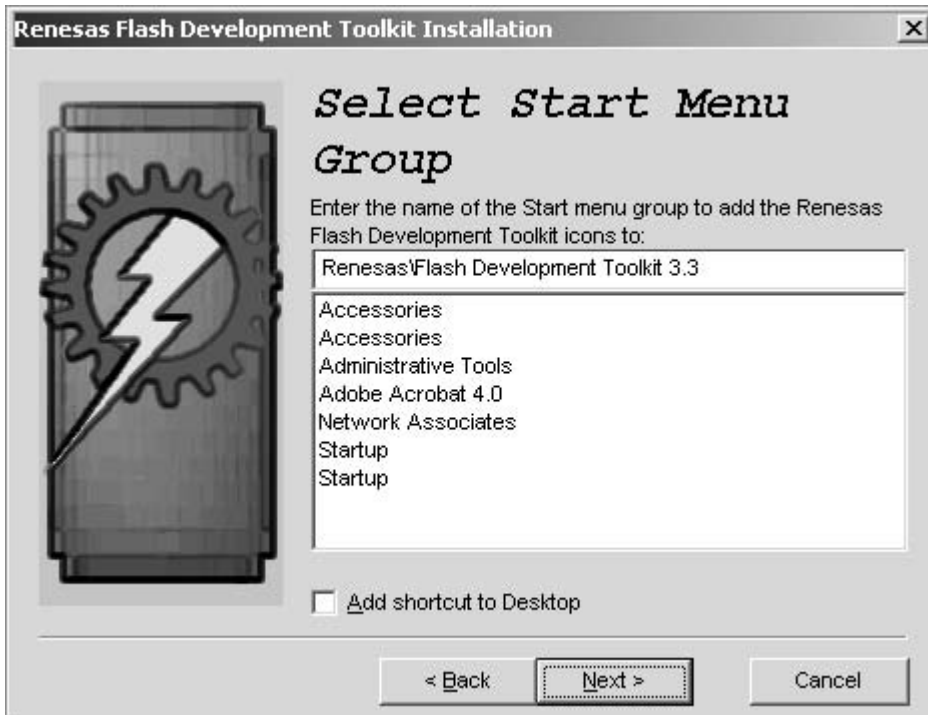 Renesas Flash Development Toolkit Installation
Select Start Menu
Group
Enter the name of the Start menu group to add the Renesas
Flash Development Toolkit icons to:
Renesas\Flash Development Toolkit 3.3
Accessories
Accessories
Administrative Tools
Adobe Acrobat 4.0
Network Associates
Startup
Startup
Add shortcut to Desktop
< Back
Next >
Cancel